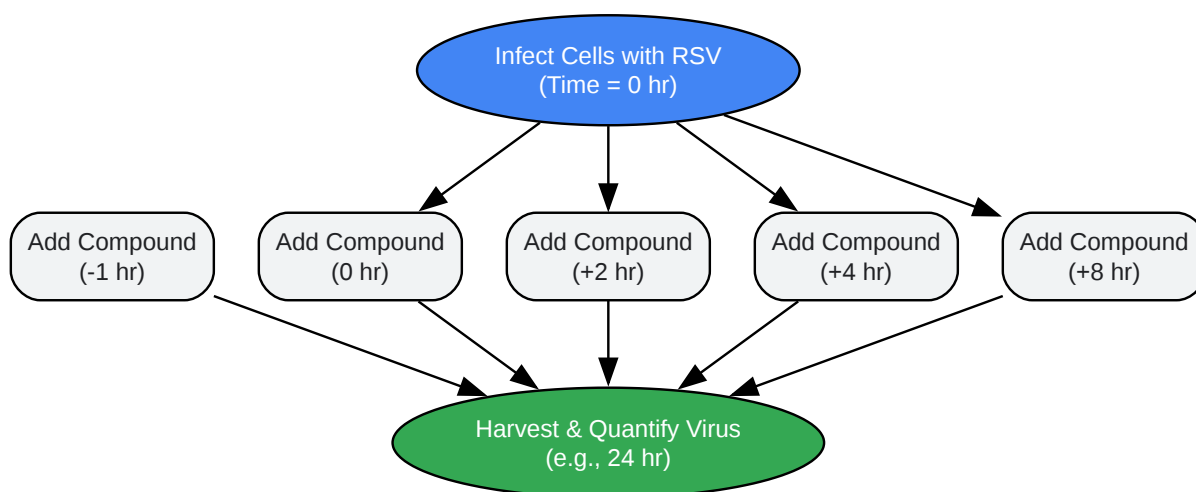 Infect Cells with RSV
(Time = 0 hr)
Add Compound
(-1 hr)
Add Compound
(0 hr)
Add Compound
(+2 hr)
Add Compound
(+4 hr)
Add Compound
(+8 hr)
Harvest & Quantify Virus
(e.g., 24 hr)